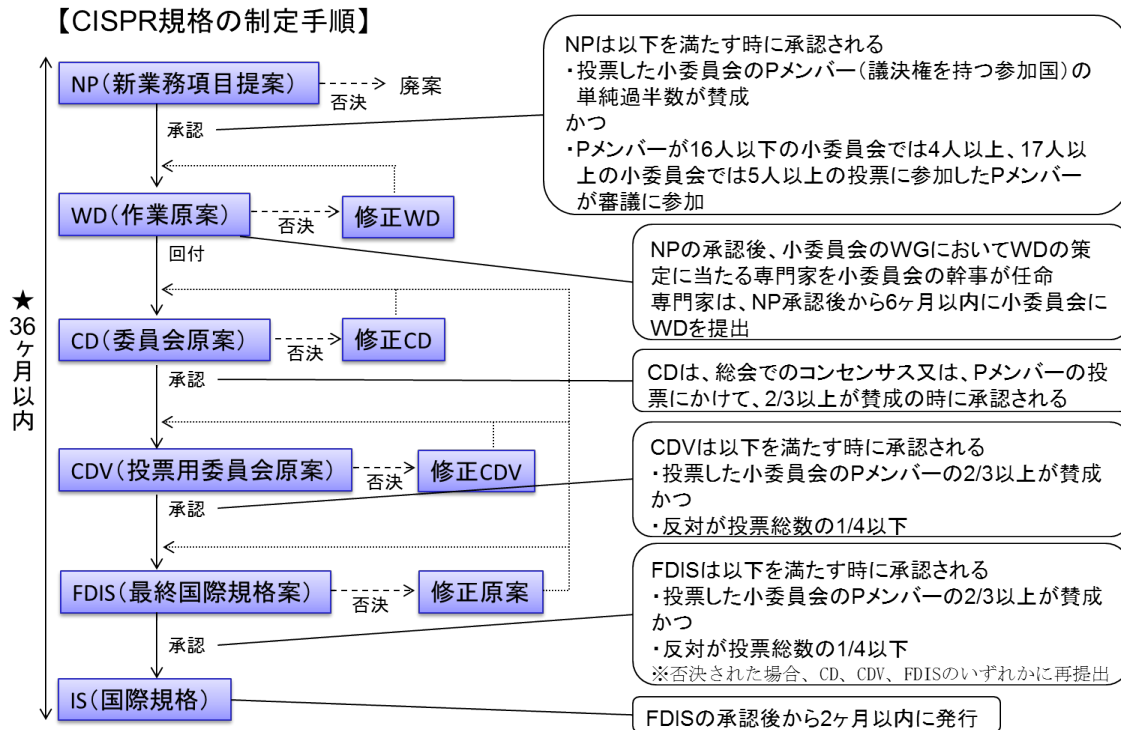 【CISPR規格の制定手順】
NP(新業務項目提案)
否決
廃案
承認
NPは以下を満たす時に承認される
・投票した小委員会のPメンバー(議決権を持つ参加国)の
単純過半数が賛成
かつ
・Pメンバーが16人以下の小委員会では4人以上、17人以
上の小委員会では5人以上の投票に参加したPメンバー
が審議に参加
WD(作業原案)
否決
修正WD
回付
NPの承認後、小委員会のWGにおいてWDの策
定に当たる専門家を小委員会の幹事が任命
専門家は、NP承認後から6ヶ月以内に小委員会に
WDを提出
★36ヶ月以内
CD(委員会原案)
否決
修正CD
承認
CDは、総会でのコンセンサス又は、Pメンバーの投
票にかけて、2/3以上が賛成の時に承認される
CDV(投票用委員会原案)
否決
修正CDV
承認
CDVは以下を満たす時に承認される
・投票した小委員会のPメンバーの2/3以上が賛成
かつ
・反対が投票総数の1/4以下
FDIS(最終国際規格案)
否決
修正原案
承認
FDISは以下を満たす時に承認される
・投票した小委員会のPメンバーの2/3以上が賛成
かつ
・反対が投票総数の1/4以下
※否決された場合、CD、CDV、FDISのいずれかに再提出
IS(国際規格)
FDISの承認後から2ヶ月以内に発行